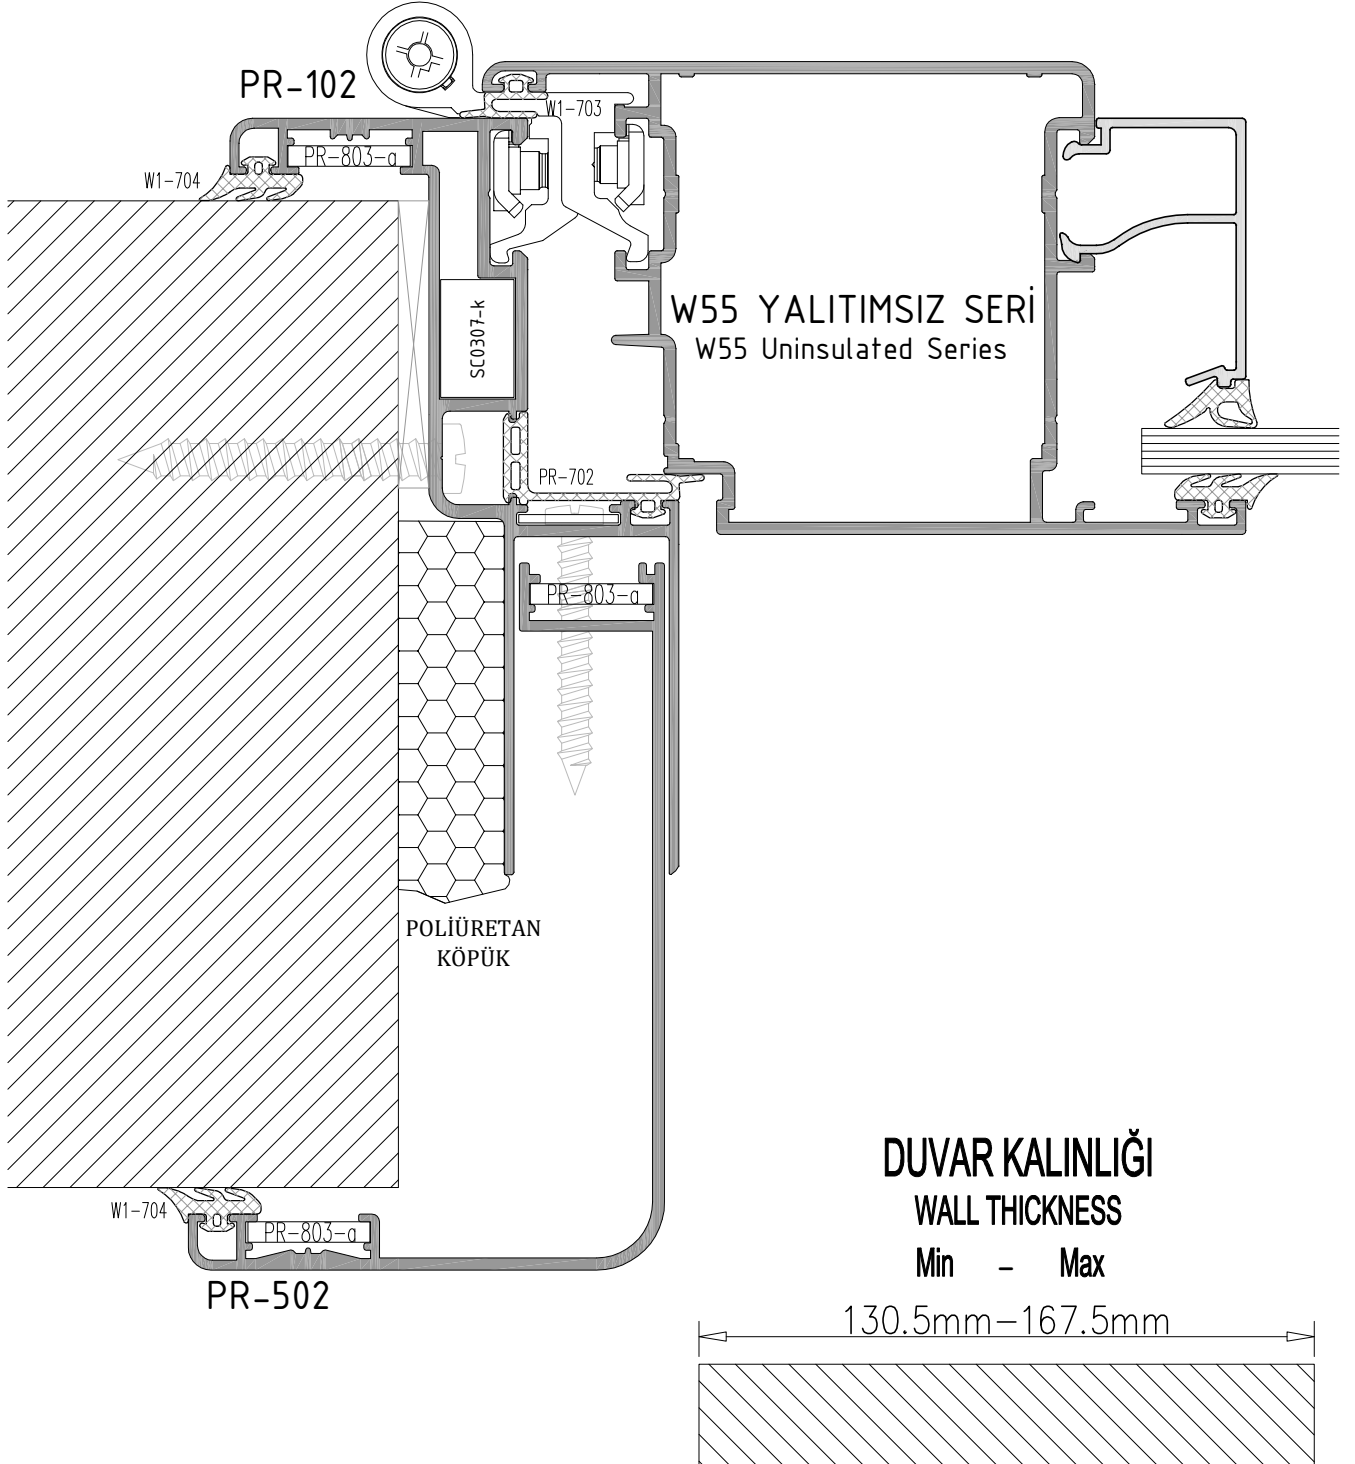 PR-102
W1-703
PR-803-a
W1-704
W55 YALITIMSIZ SERİ
W55 Uninsulated Series
SC0307-k
PR-702
PR-803-a
POLİÜRETAN
KÖPÜK
DUVAR KALINLIĞI
WALL THICKNESS
Min - Max
W1-704
PR-803-a
PR-502
130.5mm-167.5mm